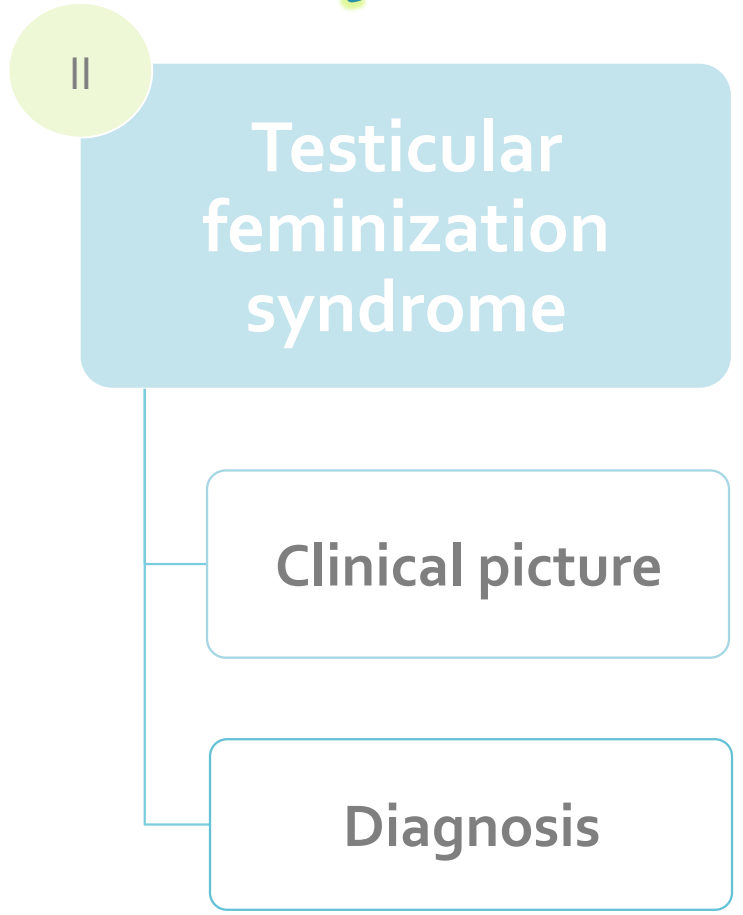 II
Testicular
feminization
syndrome
Clinical picture
Diagnosis